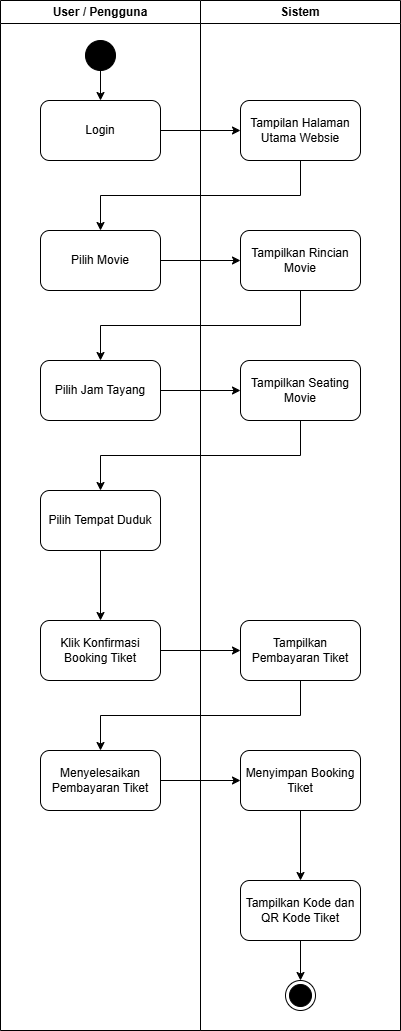 User / Pengguna
Sistem
Login
Tampilan Halaman
Utama Websie
Pilih Movie
Tampilkan Rincian
Movie
Pilih Jam Tayang
Tampilkan Seating
Movie
Pilih Tempat Duduk
Klik Konfirmasi
Booking Tiket
Tampilkan
Pembayaran Tiket
Menyelesaikan
Pembayaran Tiket
Menyimpan Booking
Tiket
Tampilkan Kode dan
QR Kode Tiket